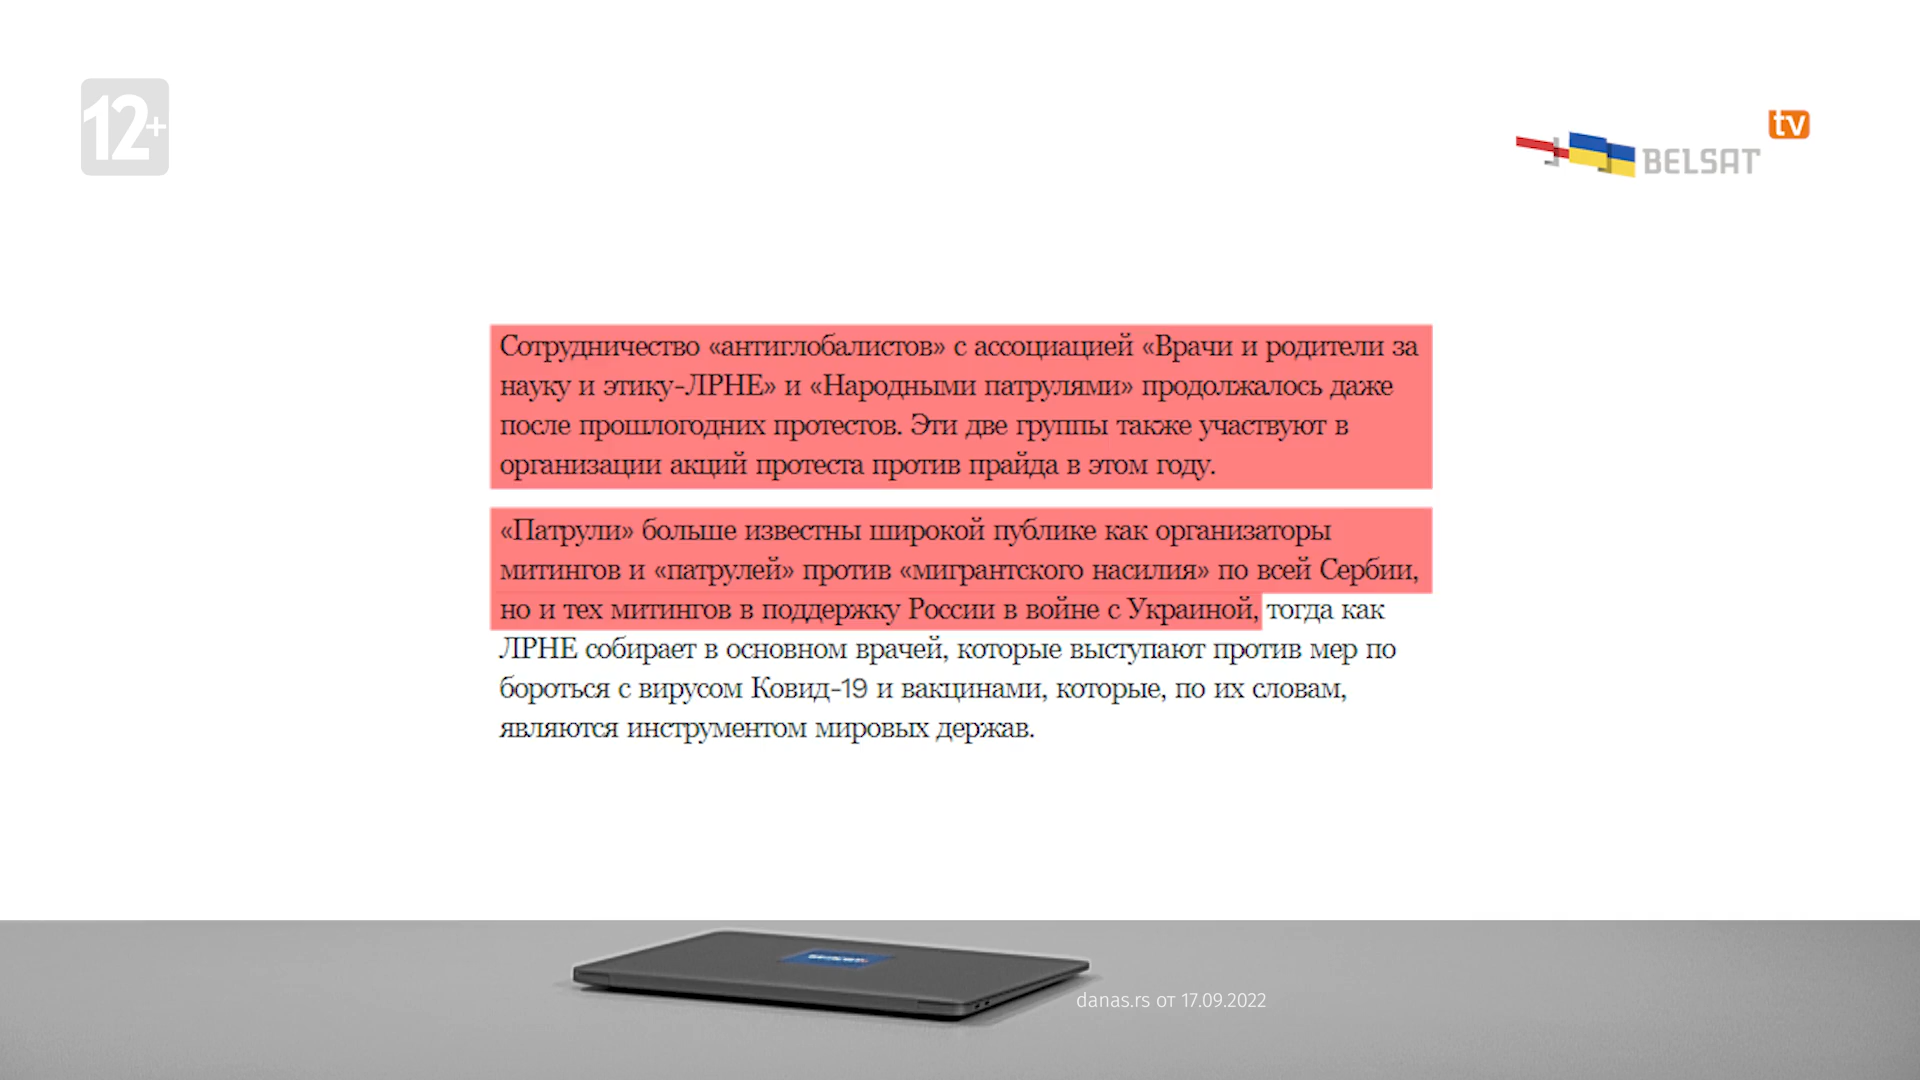 12+
tv
BELSAT
Сотрудничество «антиглобалистов» с ассоциацией «Врачи и родители за
науку и этику-ЛРНЕ» и «Народными патрулями» продолжалось даже
после прошлогодних протестов. Эти две группы также участвуют в
организации акций протеста против прайда в этом году.
«Патрули» больше известны широкой публике как организаторы
митингов и «патрулей» против «мигрантского насилия» по всей Сербии,
но и тех митингов в поддержку России в войне с Украиной, тогда как
ЛРНЕ собирает в основном врачей, которые выступают против мер по
бороться с вирусом Ковид-19 и вакцинами, которые, по их словам,
являются инструментом мировых держав.
danas.rs от 17.09.2022